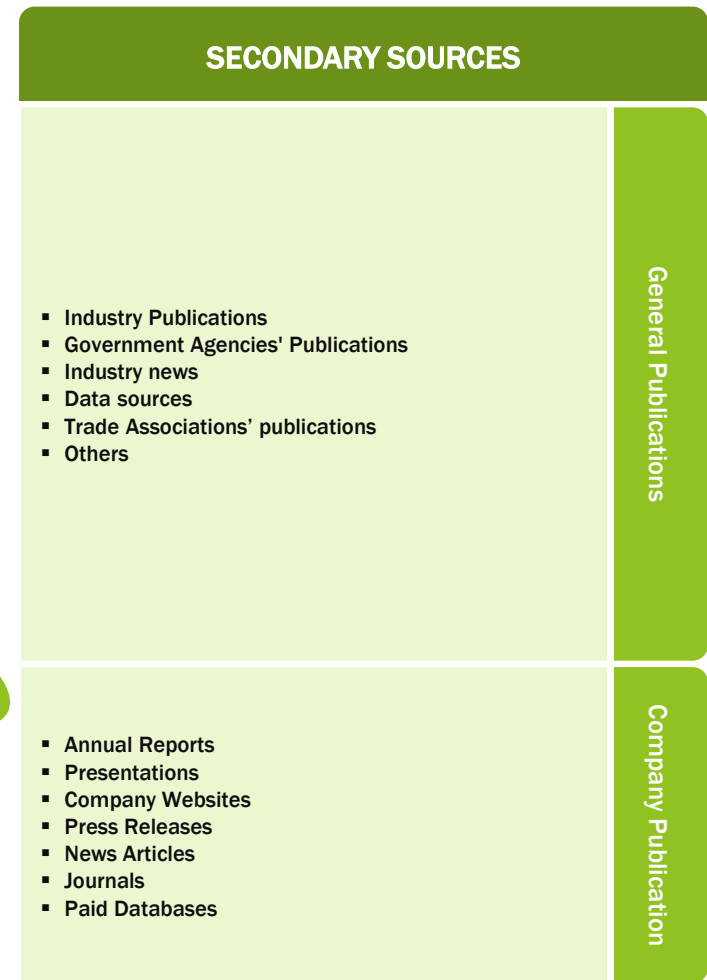 SECONDARY SOURCES
▪ Industry Publications
▪ Government Agencies' Publications
▪ Industry news
▪ Data sources
▪ Trade Associations’ publications
▪ Others
General Publications
▪ Annual Reports
▪ Presentations
▪ Company Websites
▪ Press Releases
▪ News Articles
▪ Journals
▪ Paid Databases
Company Publication